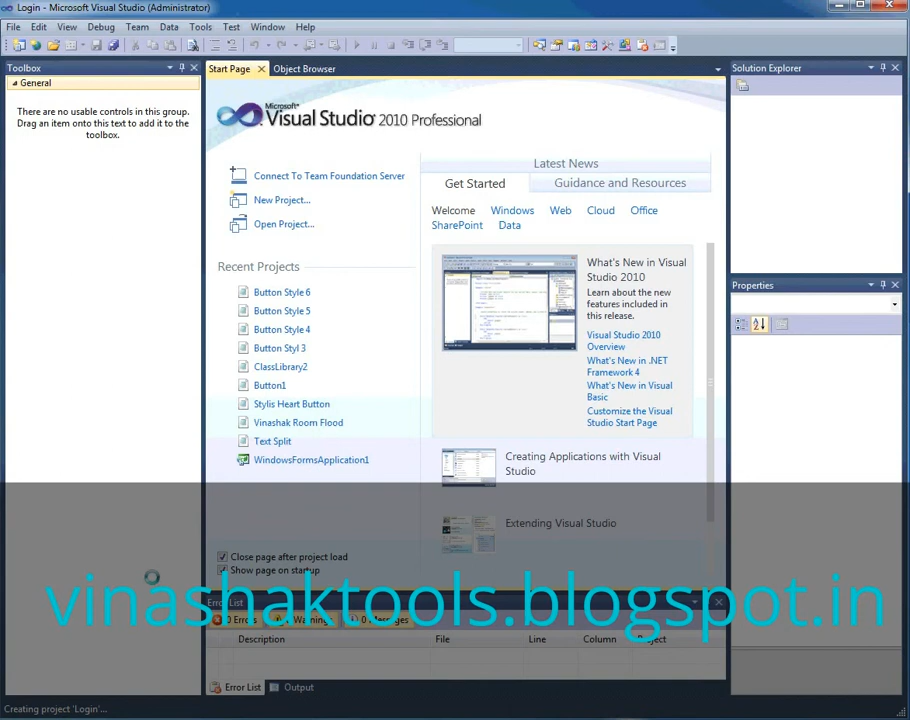 Login - Microsoft Visual Studio (Administrator)
File Edit View Debug Team Data Tools Test Window Help
Toolbox
General
There are no usable controls in this group.
Drag an item onto this text to add it to the
toolbox.
Start Page Object Browser
Microsoft
Visual Studio 2010 Professional
Connect To Team Foundation Server
New Project...
Open Project...
Recent Projects
Button Style 6
Button Style 5
Button Style 4
Button Styl 3
ClassLibrary2
Button1
Stylis Heart Button
Vinashak Room Flood
Text Split
WindowsFormsApplication1
Close page after project load
Show page on startup
Latest News
Get Started Guidance and Resources
Welcome Windows Web Cloud Office
SharePoint Data
What's New in Visual
Studio 2010
Learn about the new
features included in
this release.
Visual Studio 2010
Overview
What's New in .NET
Framework 4
What's New in Visual
Basic
Customize the Visual
Studio Start Page
Creating Applications with Visual
Studio
Extending Visual Studio
Solution Explorer
Properties
vinashaktools.blogspot.in
Error List
0 Errors 0 Messages
Description File Line Column Project
Error List Output
Creating project 'Login'...